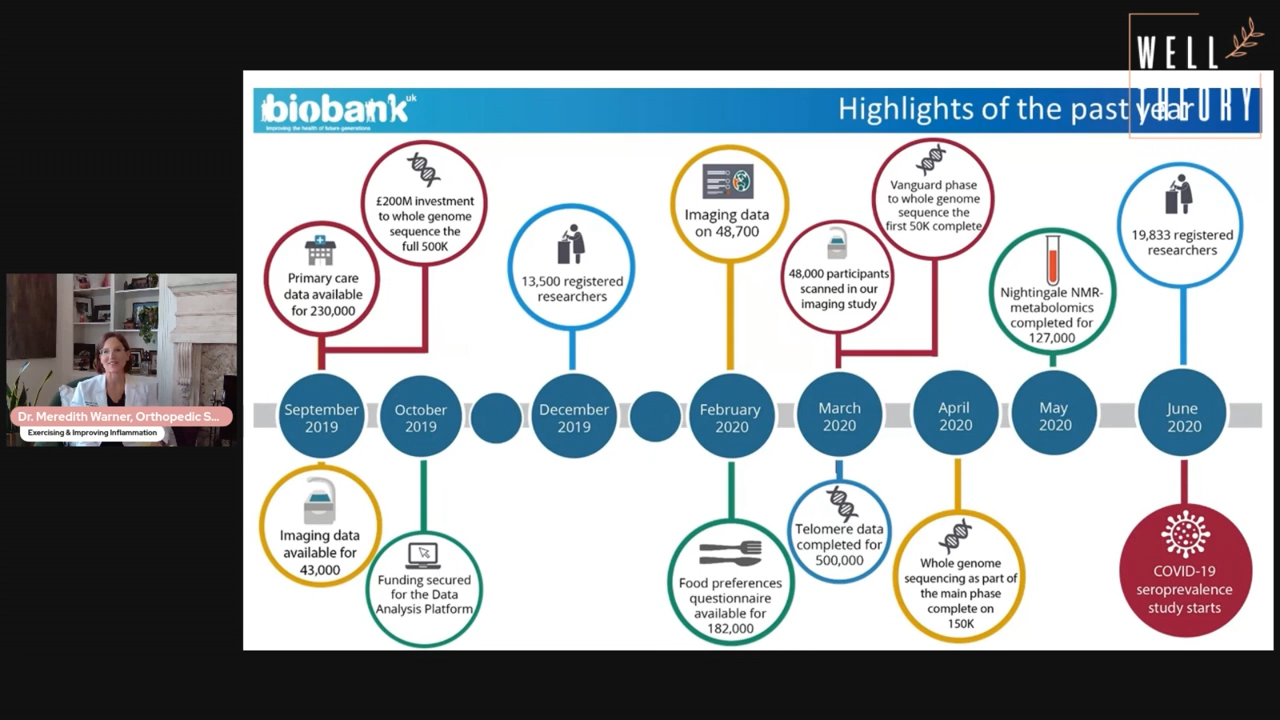 WELL
THEORY
biobank uk
Improving the health of future generations
Highlights of the past year
£200M investment
to whole genome
sequence the
full 500K
Primary care
data available
for 230,000
13,500 registered
researchers
Imaging data
on 48,700
48,000 participants
scanned in our
imaging study
Vanguard phase
to whole genome
sequence the
first 50K complete
Nightingale NMR-
metabolomics
completed for
127,000
19,833 registered
researchers
September
2019
October
2019
December
2019
February
2020
March
2020
April
2020
May
2020
June
2020
Imaging data
available for
43,000
Funding secured
for the Data
Analysis Platform
Food preferences
questionnaire
available for
182,000
Telomere data
completed for
500,000
Whole genome
sequencing as part of
the main phase
complete on
150K
COVID-19
seroprevalence
study starts
Dr. Meredith Warner, Orthopedic S...
Exercising & Improving Inflammation